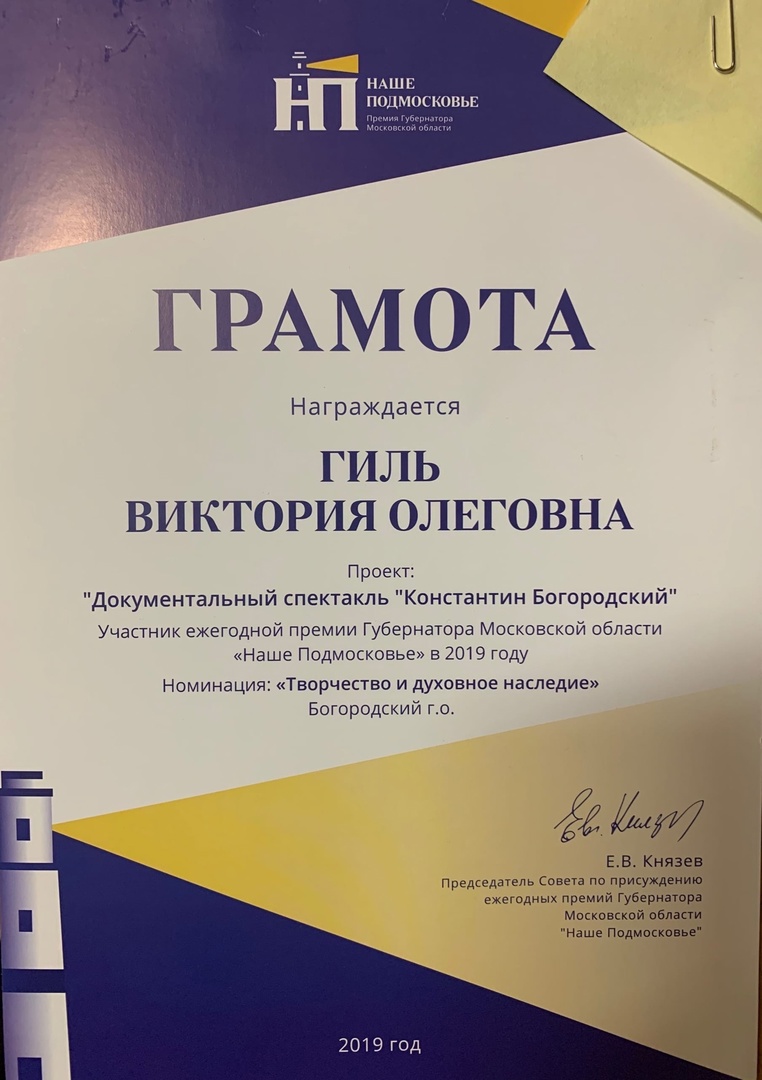 НП
НАШЕ
ПОДМОСКОВЬЕ
Премия Губернатора
Московской области
ГРАМОТА
Награждается
ГИЛЬ
ВИКТОРИЯ ОЛЕГОВНА
Проект:
"Документальный спектакль "Константин Богородский"
Участник ежегодной премии Губернатора Московской области
«Наше Подмосковье» в 2019 году
Номинация: «Творчество и духовное наследие»
Богородский г.о.
Е.В. Князев
Председатель Совета по присуждению
ежегодных премий Губернатора
Московской области
"Наше Подмосковье"
2019 год